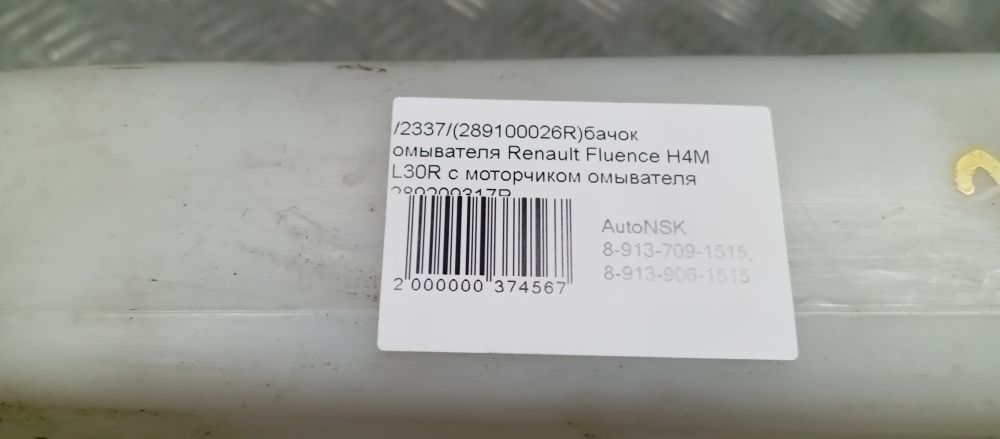 /2337/(289100026R)бачок
омывателя Renault Fluence H4M
L30R с моторчиком омывателя
289209317R
AutoNSK
8-913-709-1515,
8-913-906-1515
2 000000 374567